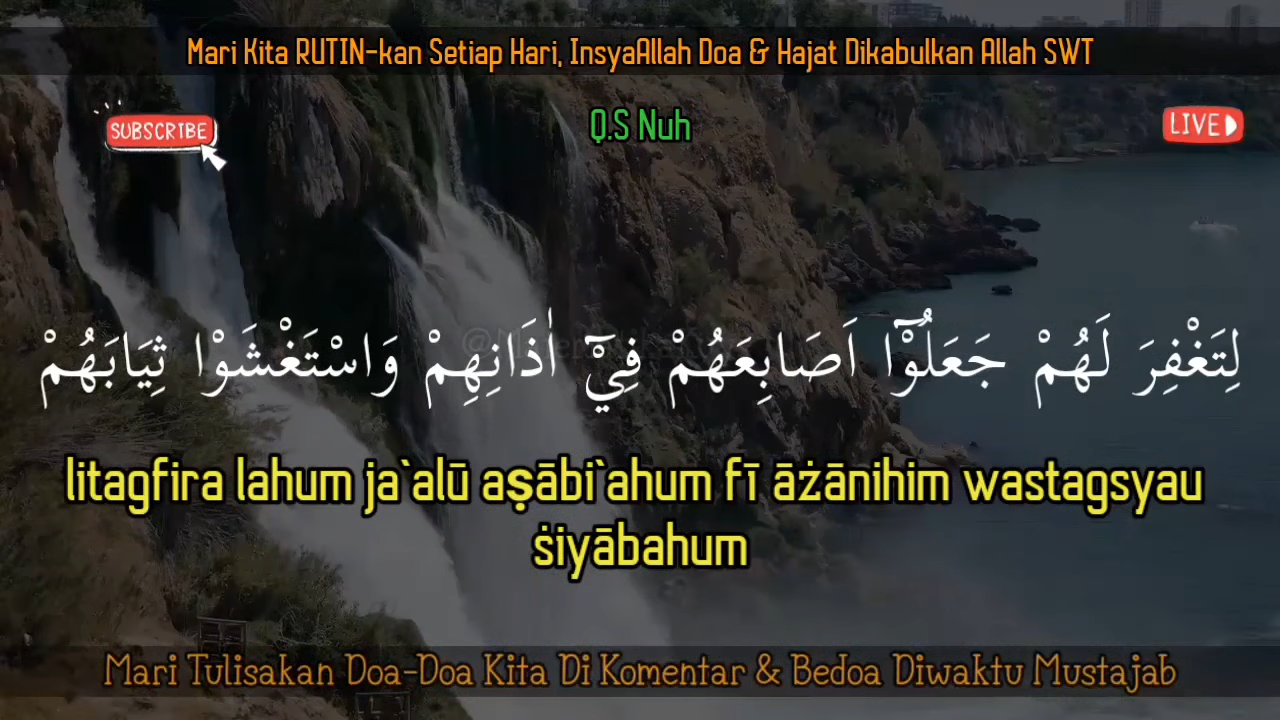 Mari Kita RUTIN-kan Setiap Hari, InsyaAllah Doa & Hajat Dikabulkan Allah SWT
SUBSCRIBE
Q.S Nuh
LIVE
لِتَغْفِرَ لَهُمْ جَعَلُوْٓا اَصَابِعَهُمْ فِيْٓ اٰذَانِهِمْ وَاسْتَغْشَوْا ثِيَابَهُمْ
litagfira lahum ja`alū aṣābi`ahum fī āżānihim wastagsyau
ṡiyābahum
Mari Tulisakan Doa-Doa Kita Di Komentar & Bedoa Diwaktu Mustajab